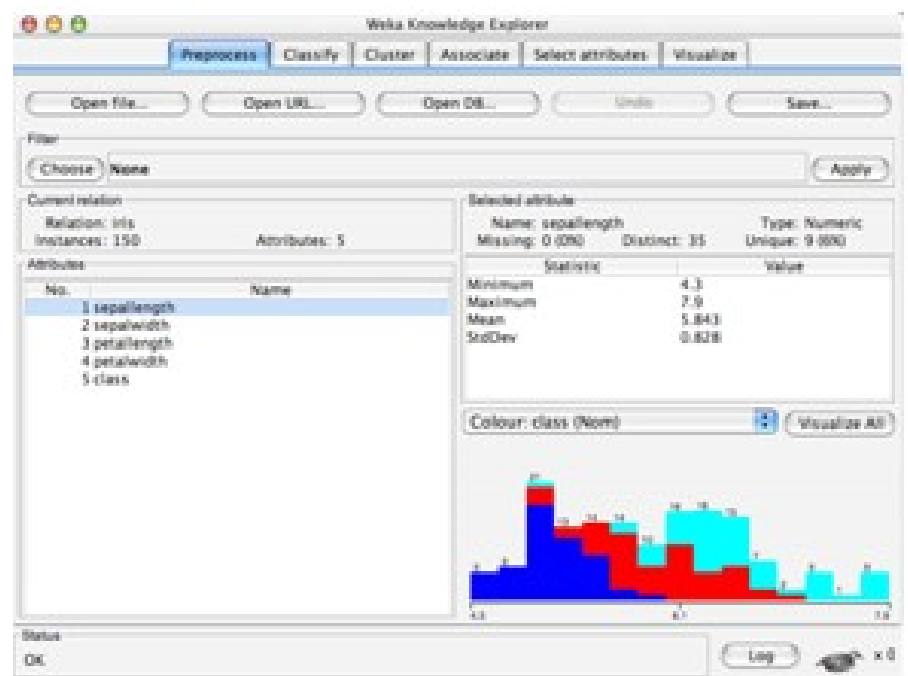 Weka Knowledge Explorer
Preprocess Classify Cluster Associate Select attributes Visualize
Open file... Open URL... Open DB... Undo Save...
Filter
Choose None Apply
Current relation
Relation: iris
Instances: 150 Attributes: 5
Selected attribute
Name: sepallength Type: Numeric
Missing: 0 (0%) Distinct: 35 Unique: 9 (6%)
Attributes
No. Name
1 sepallength
2 sepalwidth
3 petallength
4 petalwidth
5 class
Statistic Value
Minimum 4.3
Maximum 7.9
Mean 5.843
StdDev 0.828
Colour: class (Nom) Visualize All
4.3 6.1 7.9
Status
OK
Log x 0